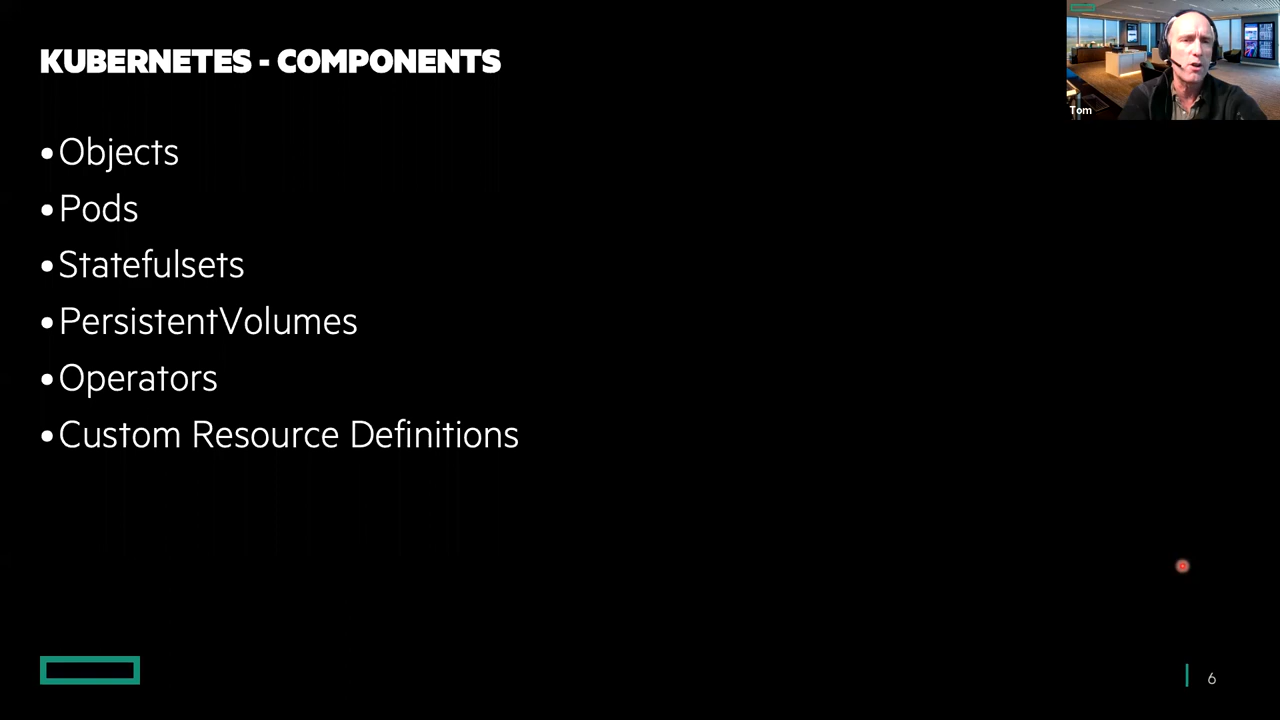 KUBERNETES - COMPONENTS
Tom
•Objects
•Pods
•Statefulsets
•PersistentVolumes
•Operators
•Custom Resource Definitions
6